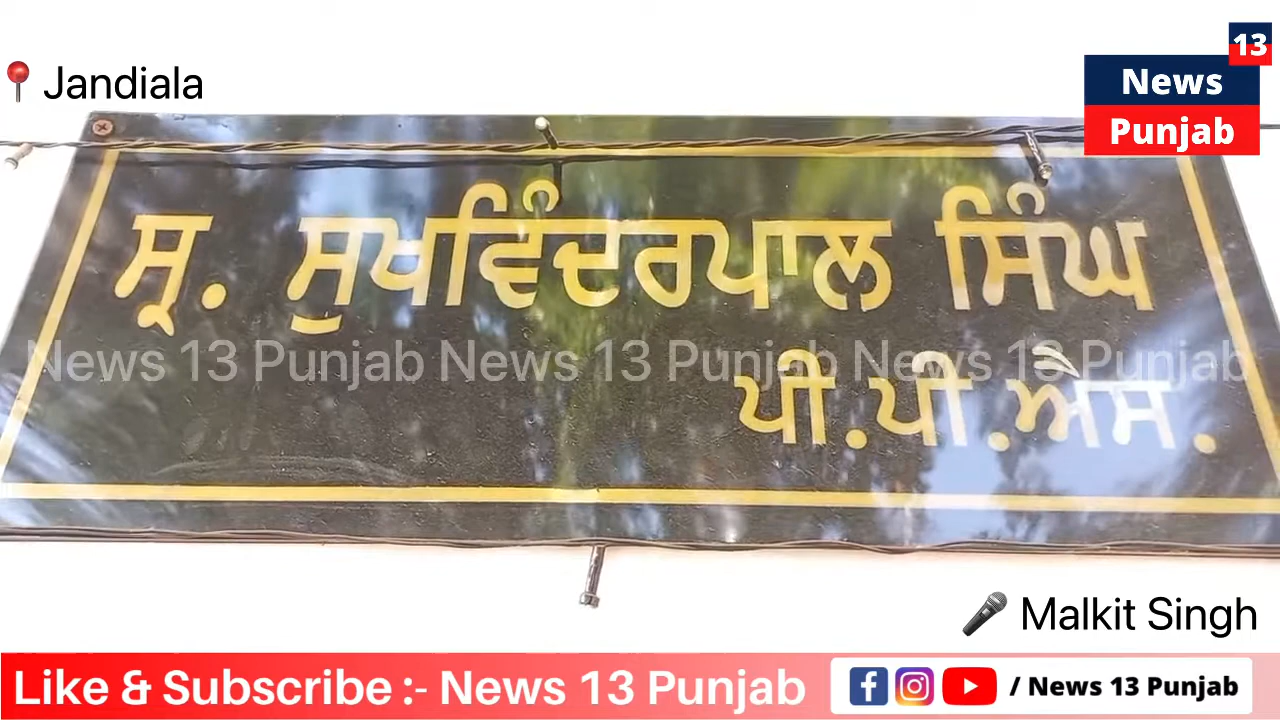 13
News
Punjab
Jandiala
ਸ੍ਰ. ਸੁਖਵਿੰਦਰਪਾਲ ਸਿੰਘ
News 13 Punjab News 13 Punjab News 13 Punjab
ਪੀ.ਪੀ.ਐਸ.
Malkit Singh
Like & Subscribe :- News 13 Punjab
/ News 13 Punjab